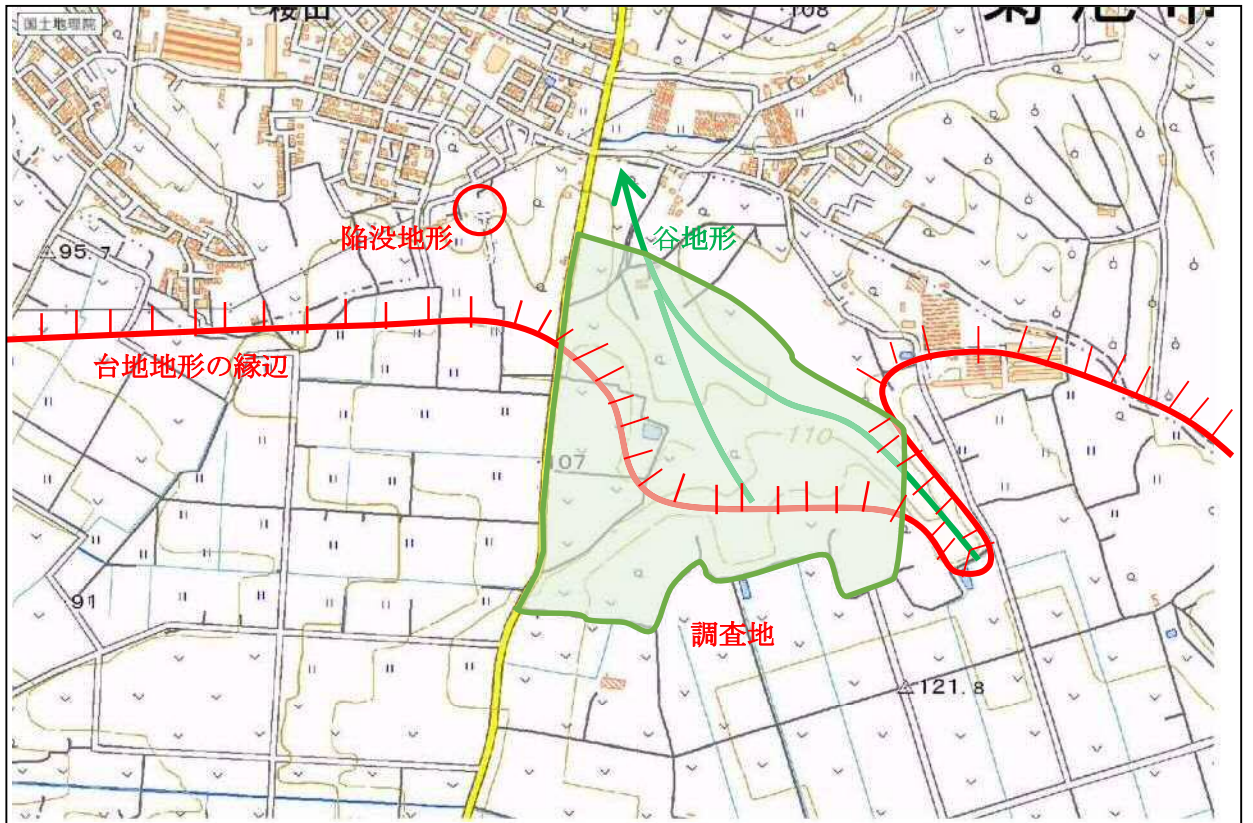 国土地理院
桜山
108
菊池市
陥没地形
谷地形
95.7
台地地形の縁辺
110
107
91
調査地
121.8